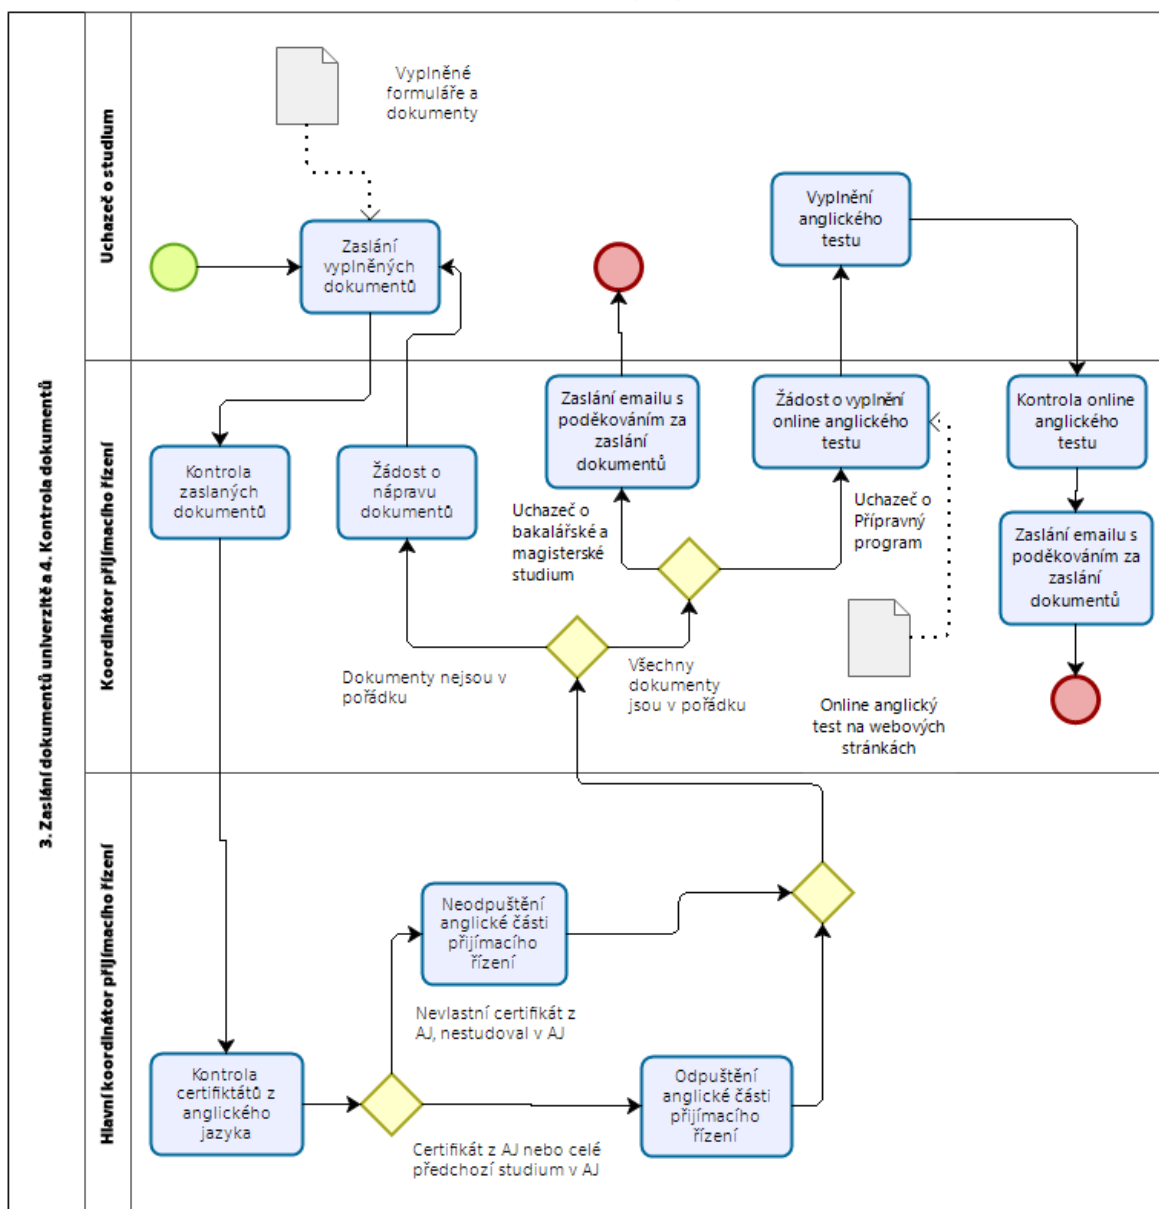 3. Zaslání dokumentů univerzitě a 4. Kontrola dokumentů
Uchazeč o studium
Vyplněné
formuláře a
dokumenty
Zaslání
vyplněných
dokumentů
Vyplnění
anglického
testu
Koordinátor přijímacího řízení
Kontrola
zaslaných
dokumentů
Žádost o
nápravu
dokumentů
Zaslání emailu s
poděkováním za
zaslání
dokumentů
Žádost o vyplnění
online anglického
testu
Kontrola online
anglického
testu
Uchazeč o
bakalářské a
magisterské
studium
Uchazeč o
Přípravný
program
Zaslání emailu s
poděkováním za
zaslání
dokumentů
Dokumenty nejsou v
pořádku
Všechny
dokumenty
jsou v pořádku
Online anglický
test na webových
stránkách
Hlavní koordinátor přijímacího řízení
Neodpuštění
anglické části
přijímacího
řízení
Nevlastní certifikát z
AJ, nestudoval v AJ
Kontrola
certifiktátů z
anglického
jazyka
Odpuštění
anglické části
přijímacího
řízení
Certifikát z AJ nebo celé
předchozí studium v AJ